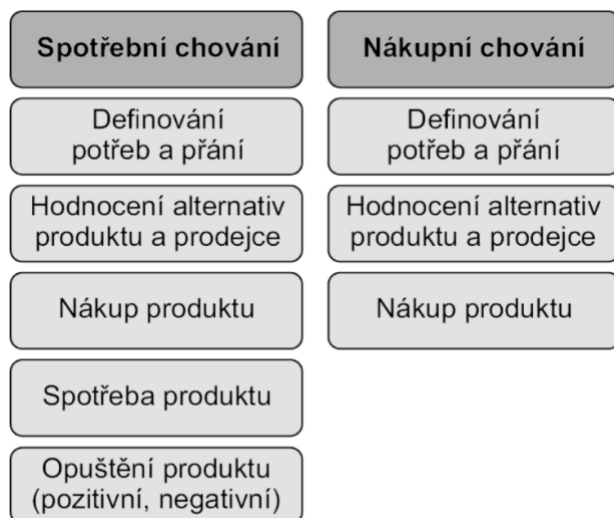 Spotřební chování
Definování
potřeb a přání
Hodnocení alternativ
produktu a prodejce
Nákup produktu
Spotřeba produktu
Opuštění produktu
(pozitivní, negativní)
Nákupní chování
Definování
potřeb a přání
Hodnocení alternativ
produktu a prodejce
Nákup produktu